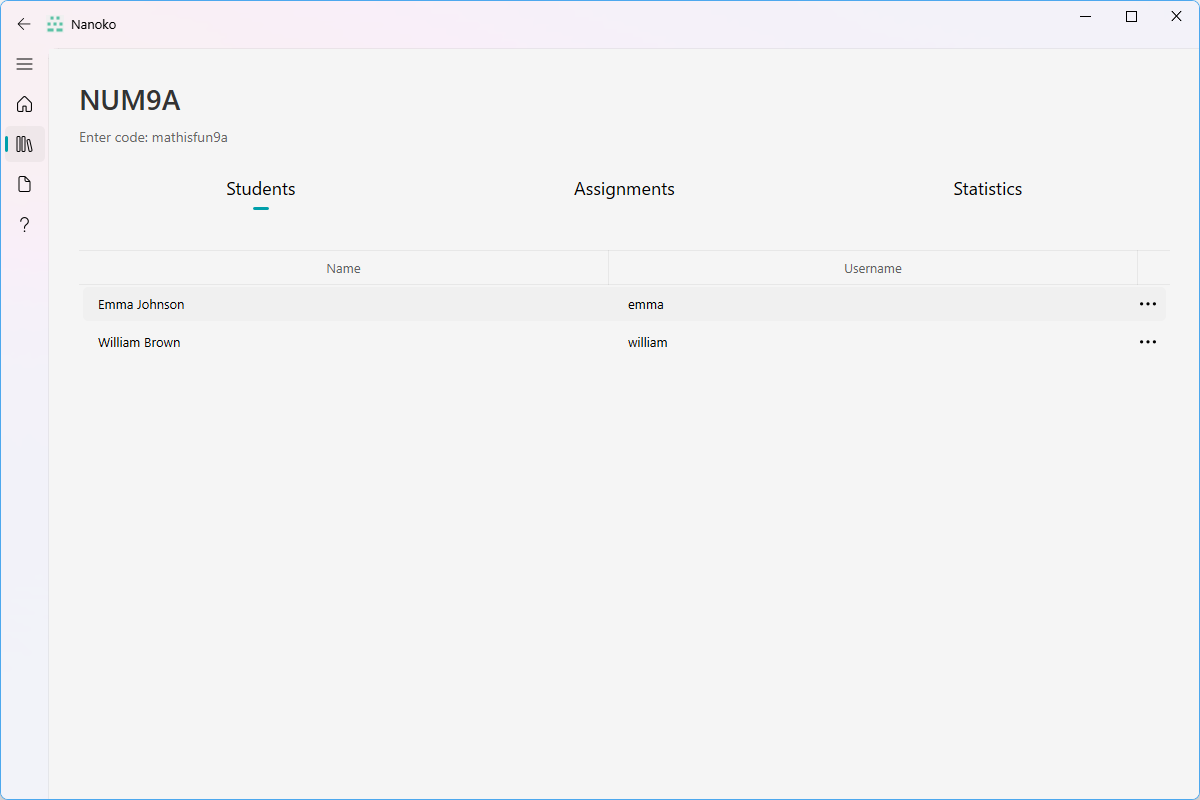 Nanoko
NUM9A
Enter code: mathisfun9a
Students Assignments Statistics
Name Username
Emma Johnson emma
William Brown william